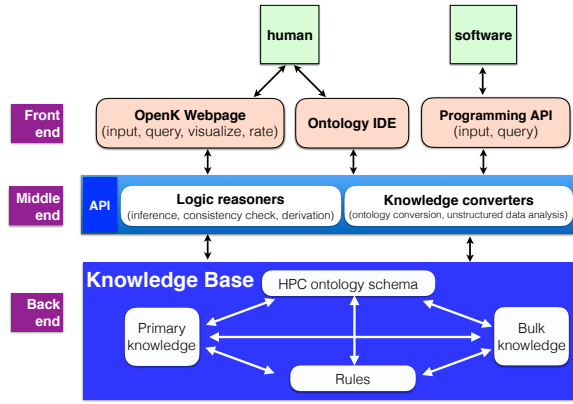 human
software
Front
end
OpenK Webpage
(input, query, visualize, rate)
Ontology IDE
Programming API
(input, query)
Middle
end
API
Logic reasoners
(inference, consistency check, derivation)
Knowledge converters
(ontology conversion, unstructured data analysis)
Back
end
Knowledge Base
HPC ontology schema
Primary
knowledge
Bulk
knowledge
Rules